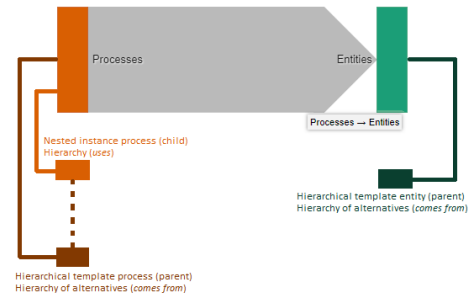 Processes
Entities
Processes → Entities
Nested instance process (child)
Hierarchy (uses)
Hierarchical template entity (parent)
Hierarchy of alternatives (comes from)
Hierarchical template process (parent)
Hierarchy of alternatives (comes from)